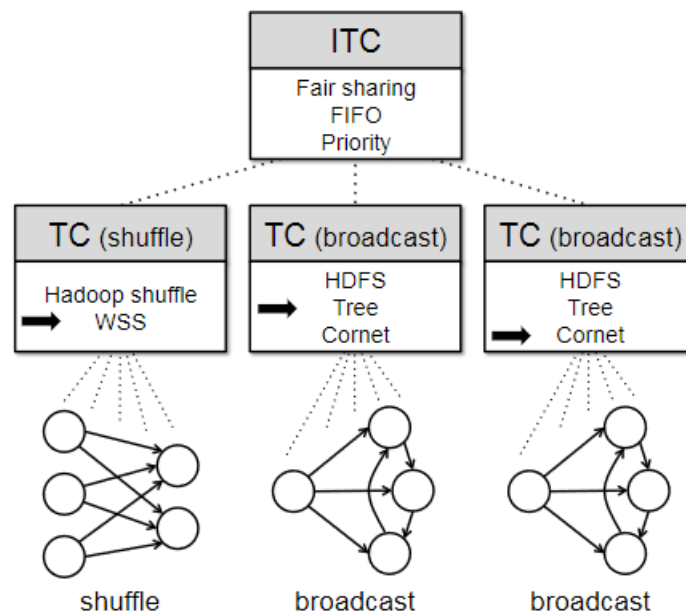 ITC
Fair sharing
FIFO
Priority
TC (shuffle)
Hadoop shuffle
WSS
TC (broadcast)
HDFS
Tree
Cornet
TC (broadcast)
HDFS
Tree
Cornet
shuffle
broadcast
broadcast